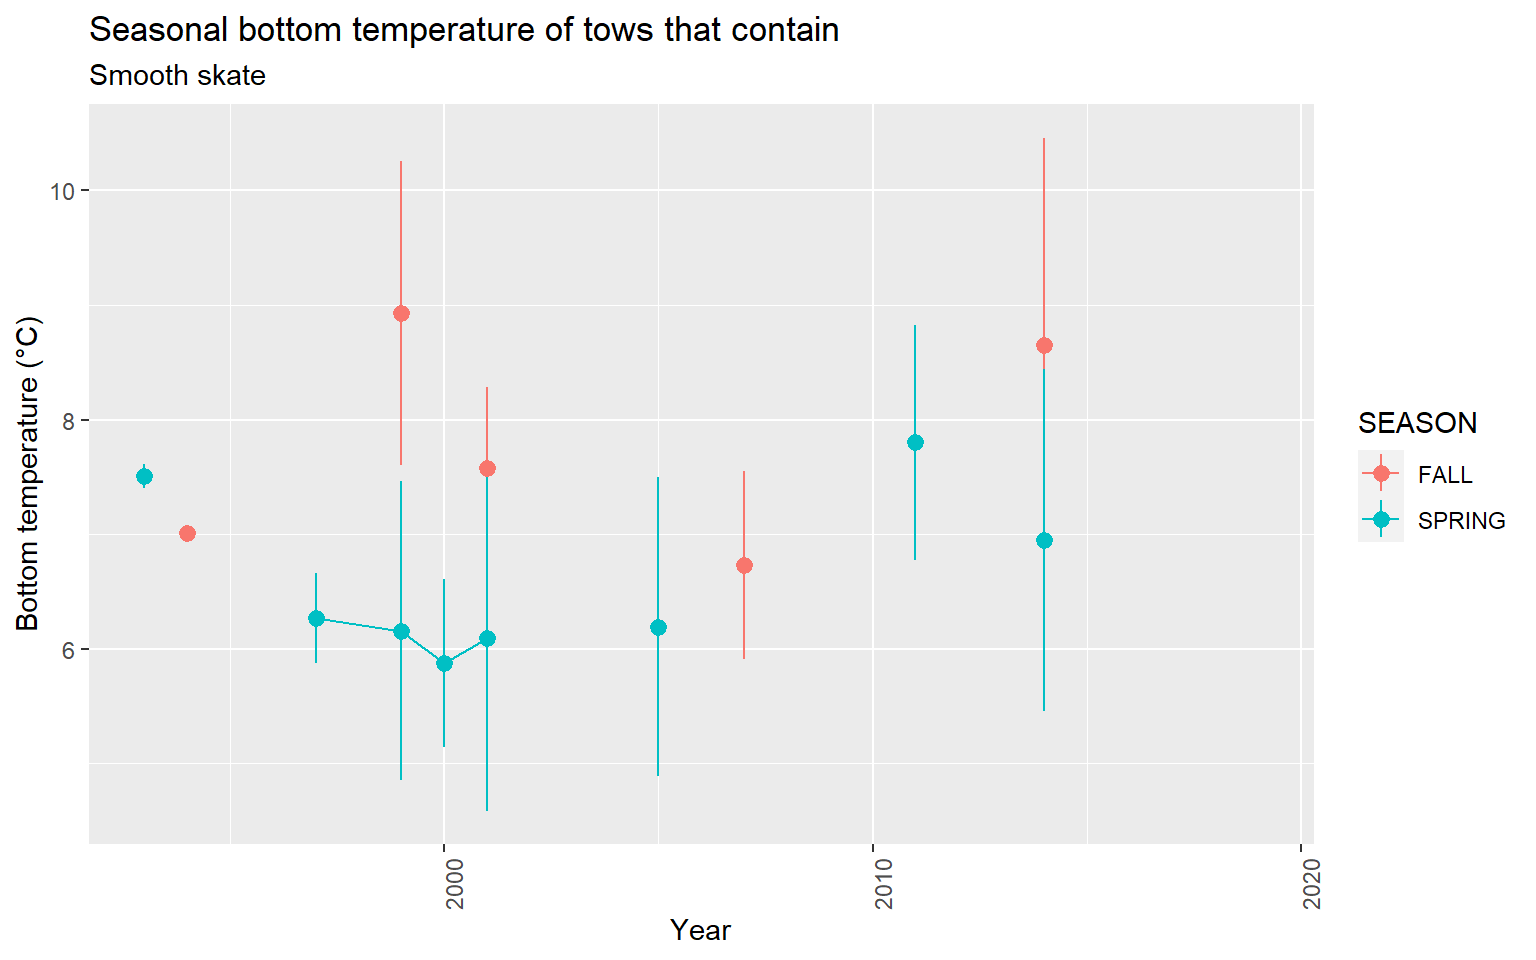 Seasonal bottom temperature of tows that contain
Smooth skate
Bottom temperature (°C)
10
8
6
2000
2010
2020
Year
SEASON
FALL
SPRING